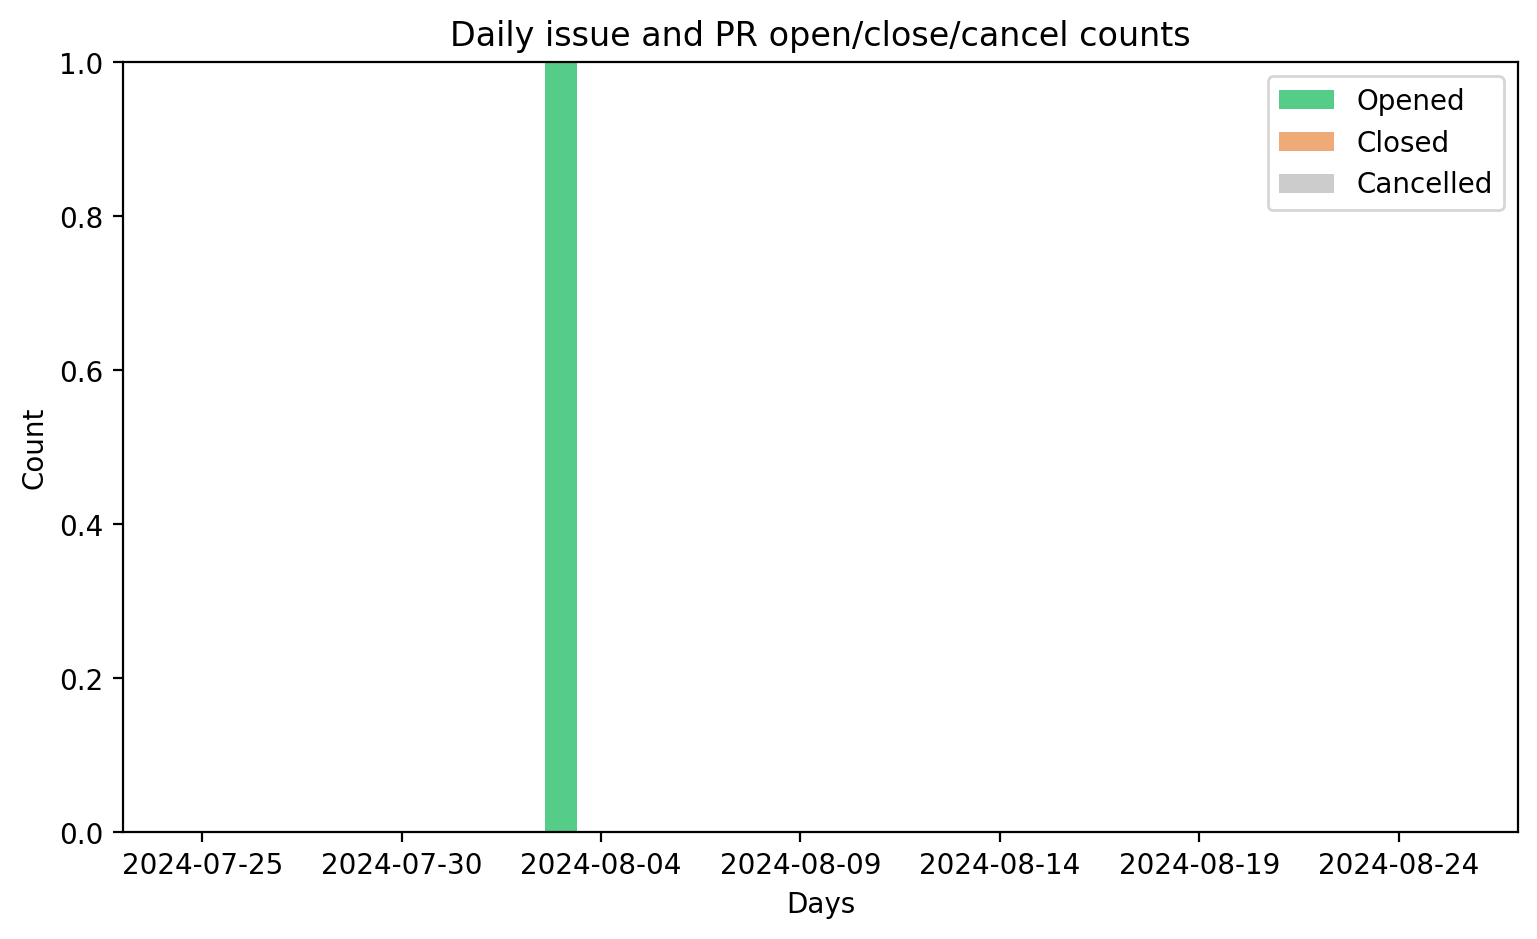 Daily issue and PR open/close/cancel counts
1.0
0.8
0.6
0.4
0.2
0.0
Count
Opened
Closed
Cancelled
2024-07-25 2024-07-30 2024-08-04 2024-08-09 2024-08-14 2024-08-19 2024-08-24
Days